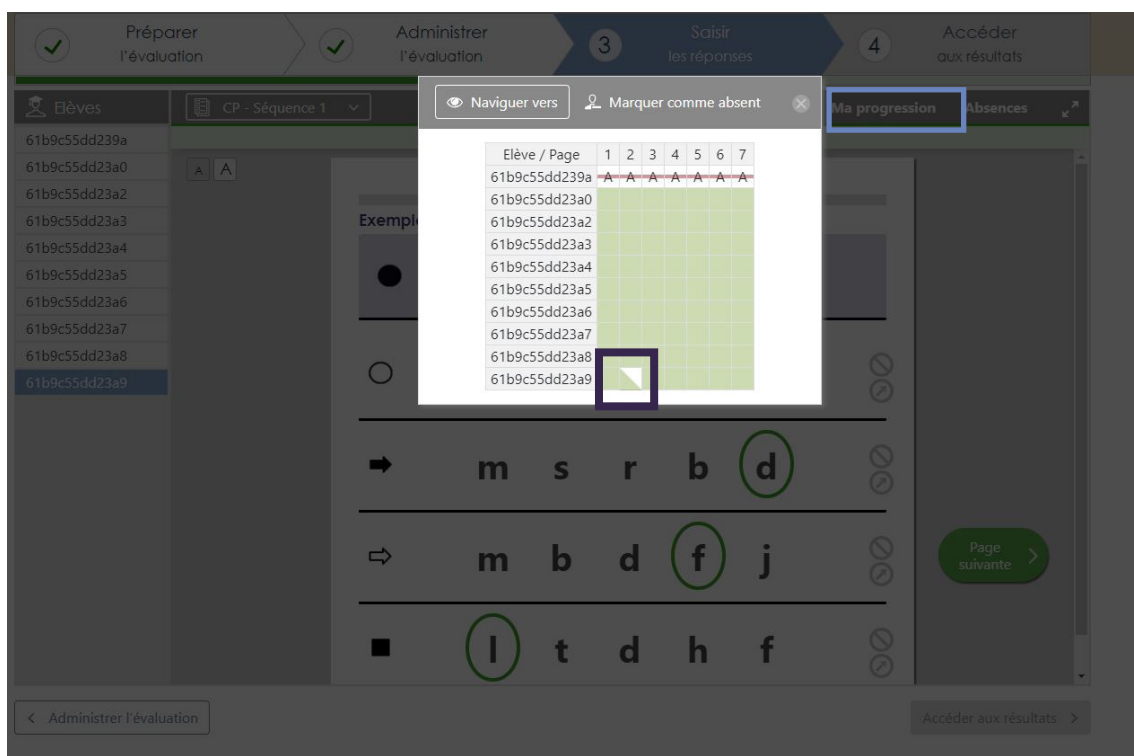 Préparer
l'évaluation
Administrer
l'évaluation
3
Saisir
les réponses
4
Accéder
aux résultats
Elèves
CP - Séquence 1
Naviguer vers
Marquer comme absent
Ma progression
Absences
61b9c55dd239a
61b9c55dd23a0
61b9c55dd23a2
61b9c55dd23a3
61b9c55dd23a4
61b9c55dd23a5
61b9c55dd23a6
61b9c55dd23a7
61b9c55dd23a8
61b9c55dd23a9
A A
Exempl
Elève / Page 1 2 3 4 5 6 7
61b9c55dd239a A A A A A A A
61b9c55dd23a0
61b9c55dd23a2
61b9c55dd23a3
61b9c55dd23a4
61b9c55dd23a5
61b9c55dd23a6
61b9c55dd23a7
61b9c55dd23a8
61b9c55dd23a9
m s r b d
m b d f j
l t d h f
Page
suivante
Administrer l'évaluation
Accéder aux résultats